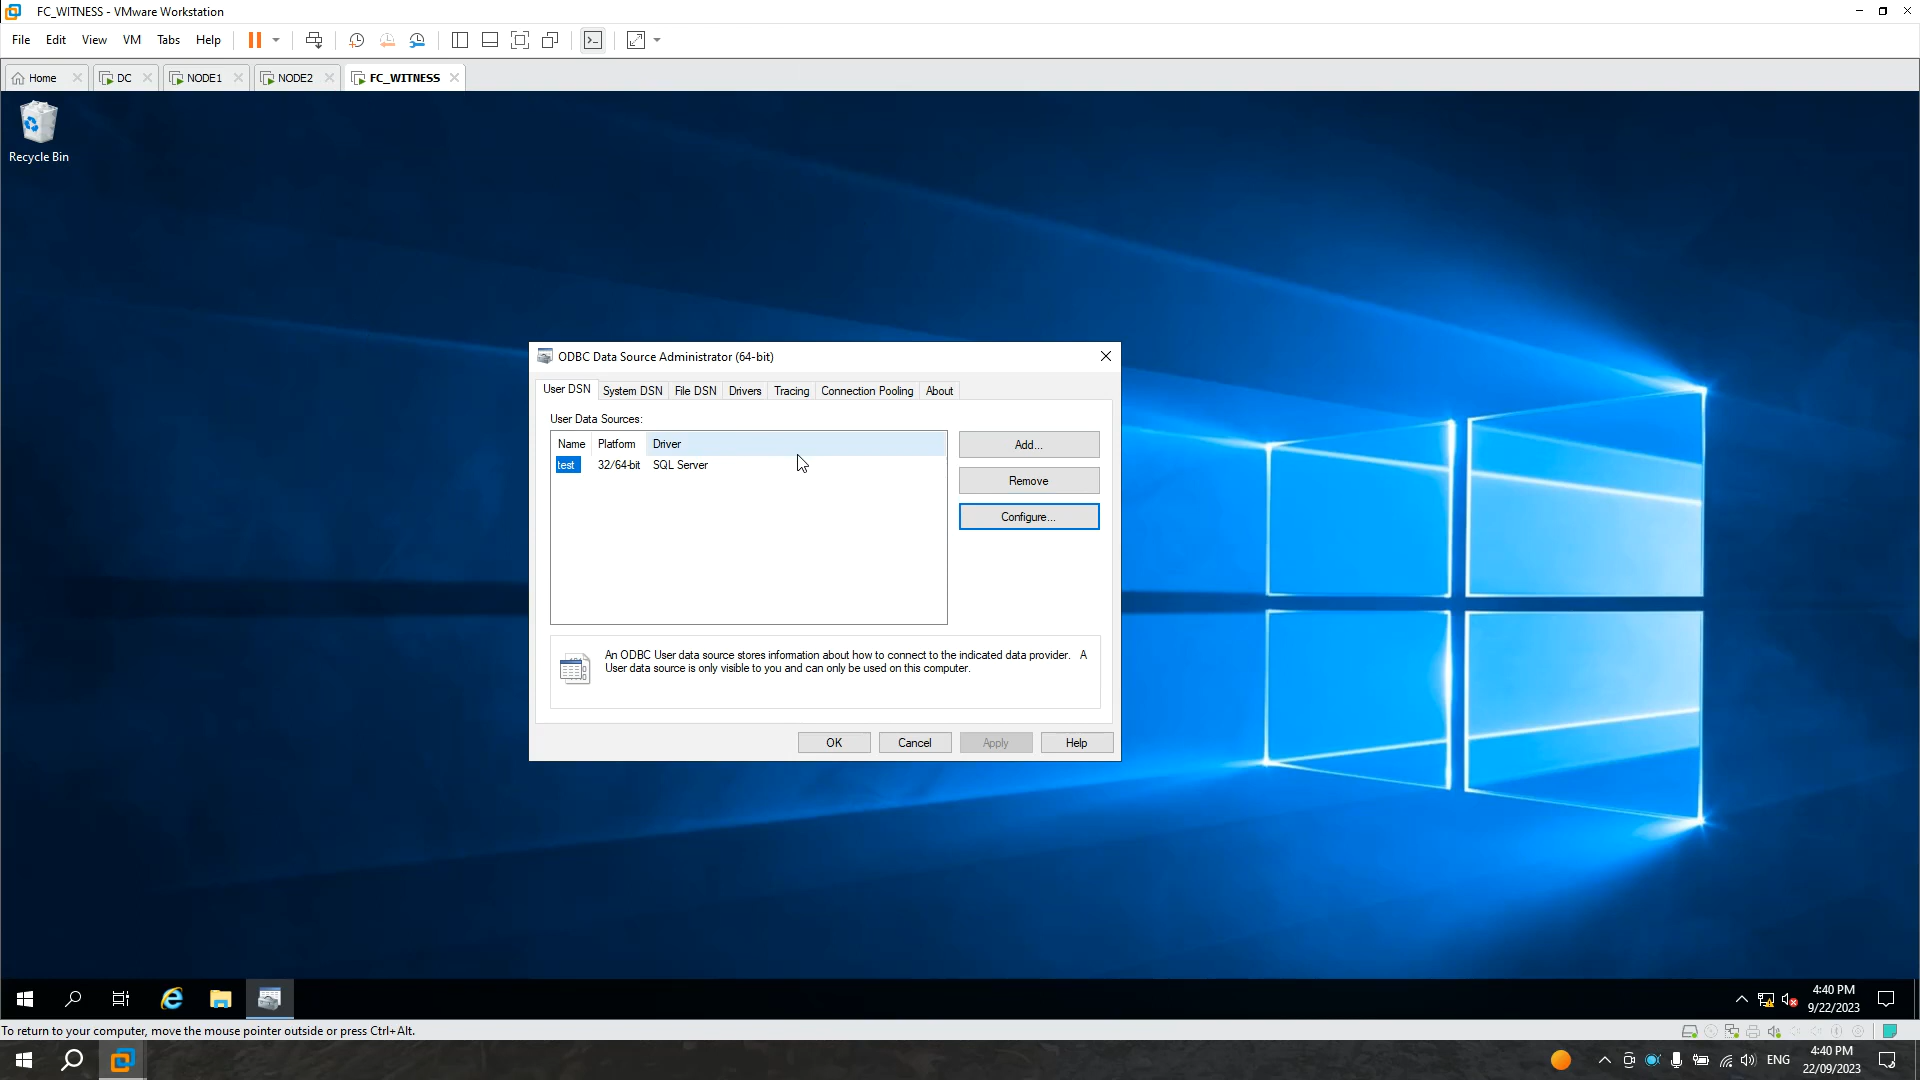 FC_WITNESS - VMware Workstation
File Edit View VM Tabs Help
Home DC NODE1 NODE2 FC_WITNESS
Recycle Bin
ODBC Data Source Administrator (64-bit)
User DSN System DSN File DSN Drivers Tracing Connection Pooling About
User Data Sources:
Name Platform Driver
test 32/64-bit SQL Server
Add...
Remove
Configure...
An ODBC User data source stores information about how to connect to the indicated data provider. A
User data source is only visible to you and can only be used on this computer.
OK Cancel Apply Help
4:40 PM
9/22/2023
To return to your computer, move the mouse pointer outside or press Ctrl+Alt.
ENG
4:40 PM
22/09/2023